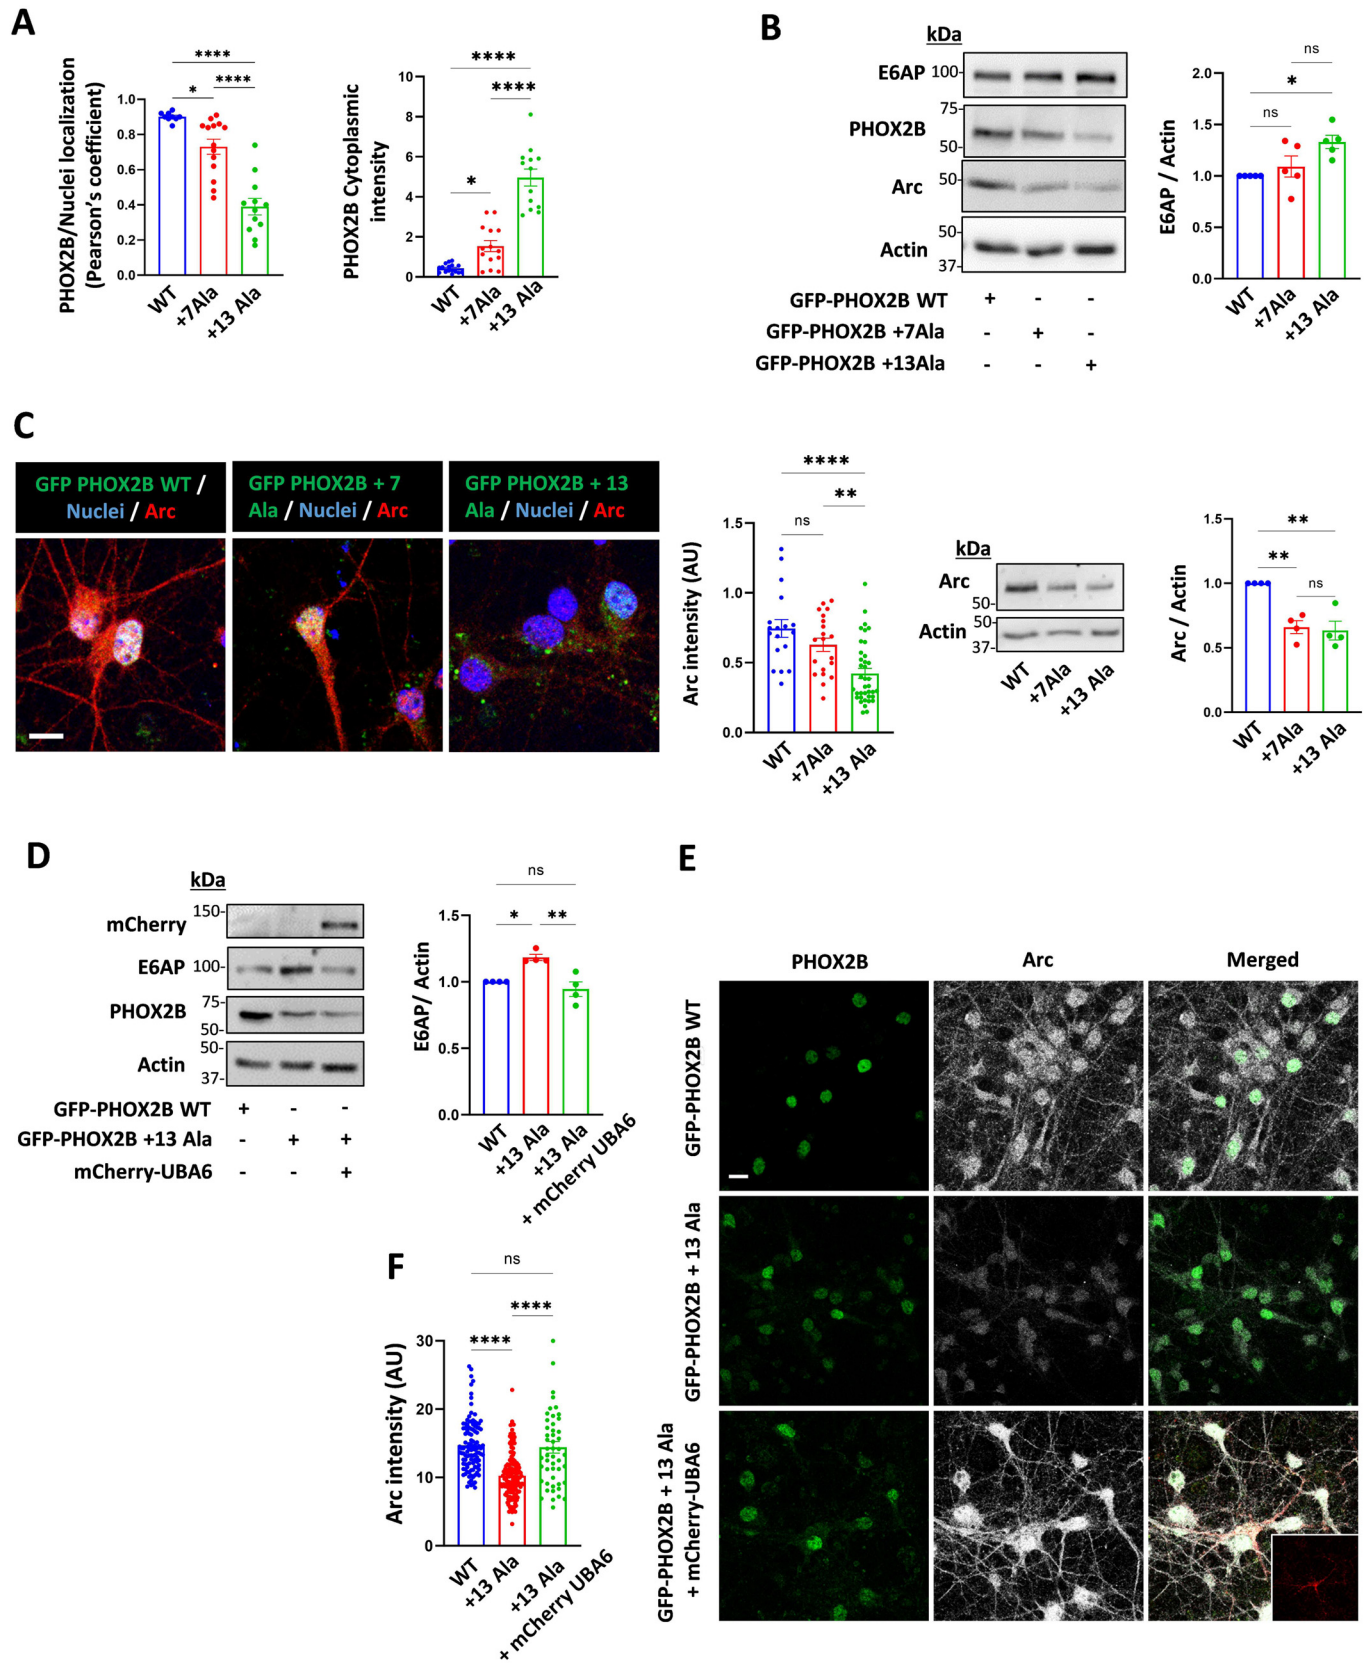 A
PHOX2B/Nuclei localization
(Pearson's coefficient)
****
*
****
1.0
0.8
0.6
0.4
0.2
0.0
WT
+7Ala
+13 Ala
PHOX2B Cytoplasmic
intensity
****
****
*
10
8
6
4
2
0
WT
+7Ala
+13 Ala
B
kDa
E6AP
100-
PHOX2B
75-
50-
Arc
50-
Actin
50-
37-
GFP-PHOX2B WT + - -
GFP-PHOX2B +7Ala - + -
GFP-PHOX2B +13Ala - - +
E6AP / Actin
ns
*
ns
2.0
1.5
1.0
0.5
0.0
WT
+7Ala
+13 Ala
C
GFP PHOX2B WT /
Nuclei / Arc
GFP PHOX2B + 7
Ala / Nuclei / Arc
GFP PHOX2B + 13
Ala / Nuclei / Arc
Arc intensity (AU)
****
**
ns
1.5
1.0
0.5
0.0
WT
+7Ala
+13 Ala
kDa
Arc
50-
Actin
50-
37-
WT
+7Ala
+13 Ala
Arc / Actin
**
**
ns
1.5
1.0
0.5
0.0
WT
+7Ala
+13 Ala
D
kDa
mCherry
150-
E6AP
100-
PHOX2B
75-
50-
Actin
50-
37-
GFP-PHOX2B WT + - -
GFP-PHOX2B +13 Ala - + +
mCherry-UBA6 - - +
E6AP/ Actin
ns
*
**
1.5
1.0
0.5
0.0
WT
+13 Ala
+13 Ala
+ mCherry UBA6
E
PHOX2B
Arc
Merged
GFP-PHOX2B WT
GFP-PHOX2B + 13 Ala
GFP-PHOX2B + 13 Ala
+ mCherry-UBA6
F
Arc intensity (AU)
ns
****
****
30
20
10
0
WT
+13 Ala
+13 Ala
+ mCherry UBA6